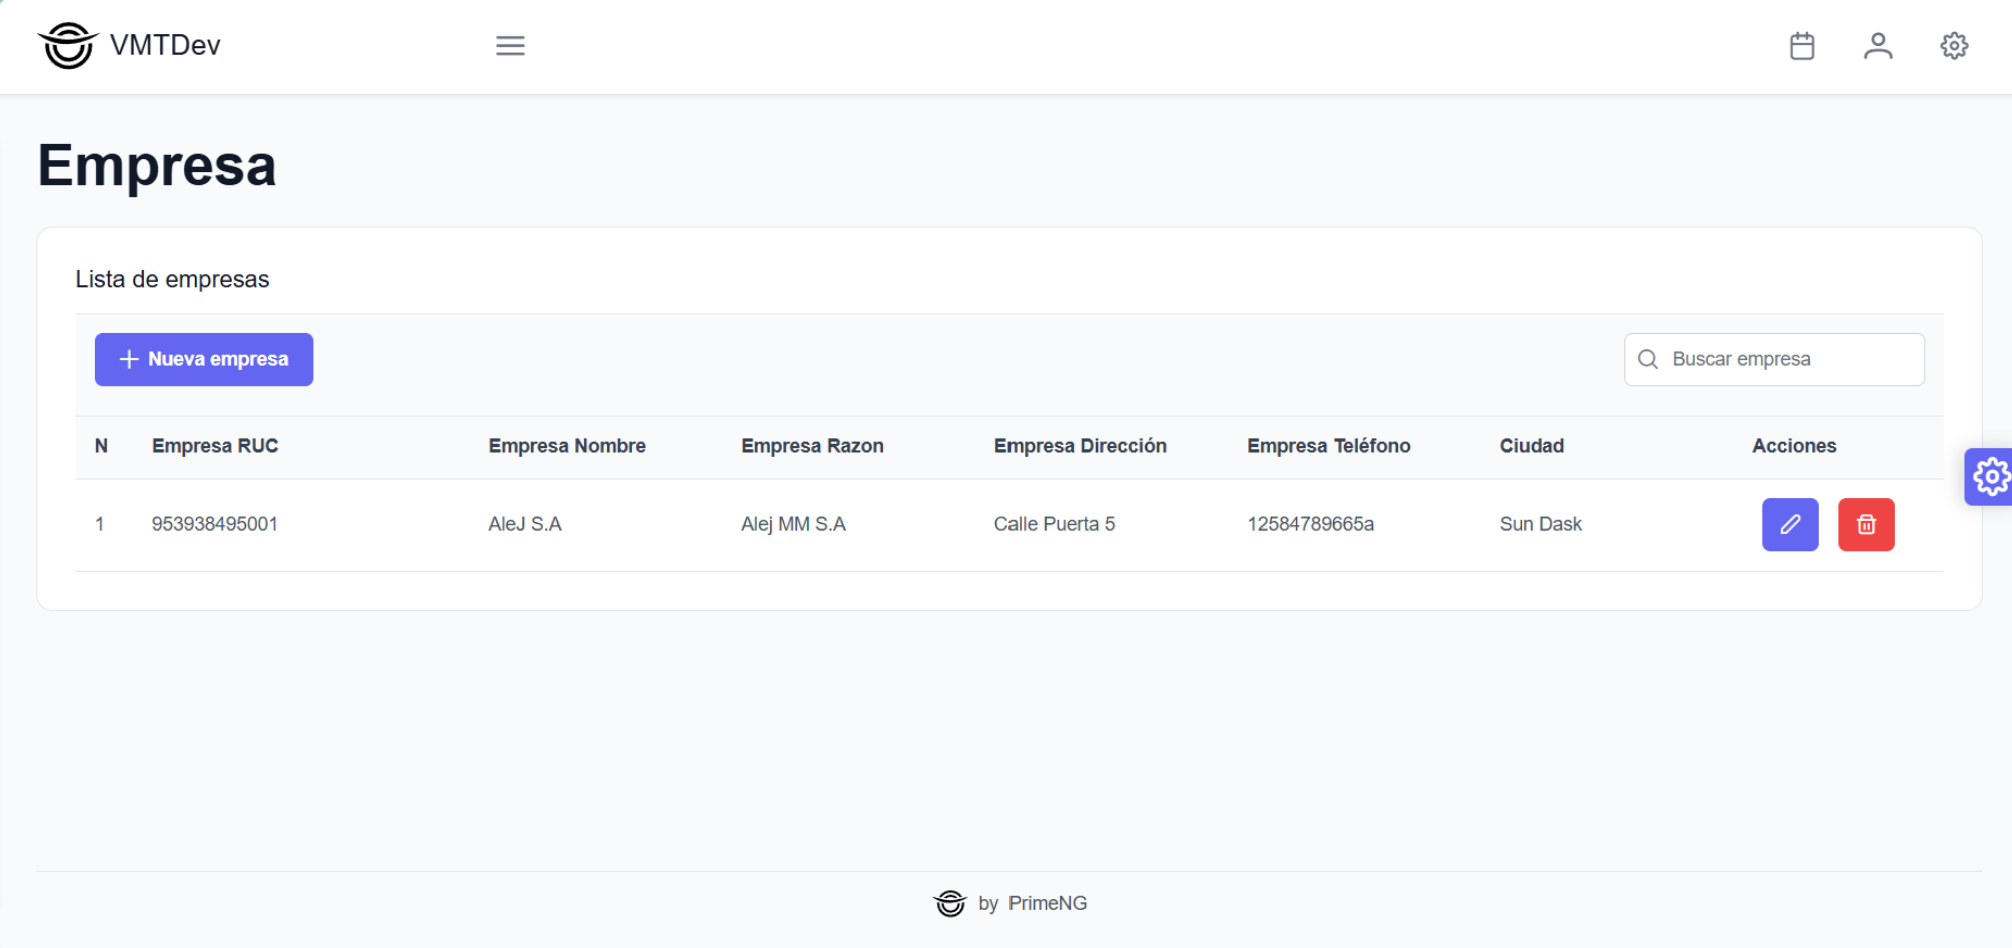 VMTDev
Empresa
Lista de empresas
Nueva empresa
Buscar empresa
N Empresa RUC Empresa Nombre Empresa Razon Empresa Dirección Empresa Teléfono Ciudad Acciones
1 953938495001 AleJ S.A Alej MM S.A Calle Puerta 5 12584789665a Sun Dask
by PrimeNG